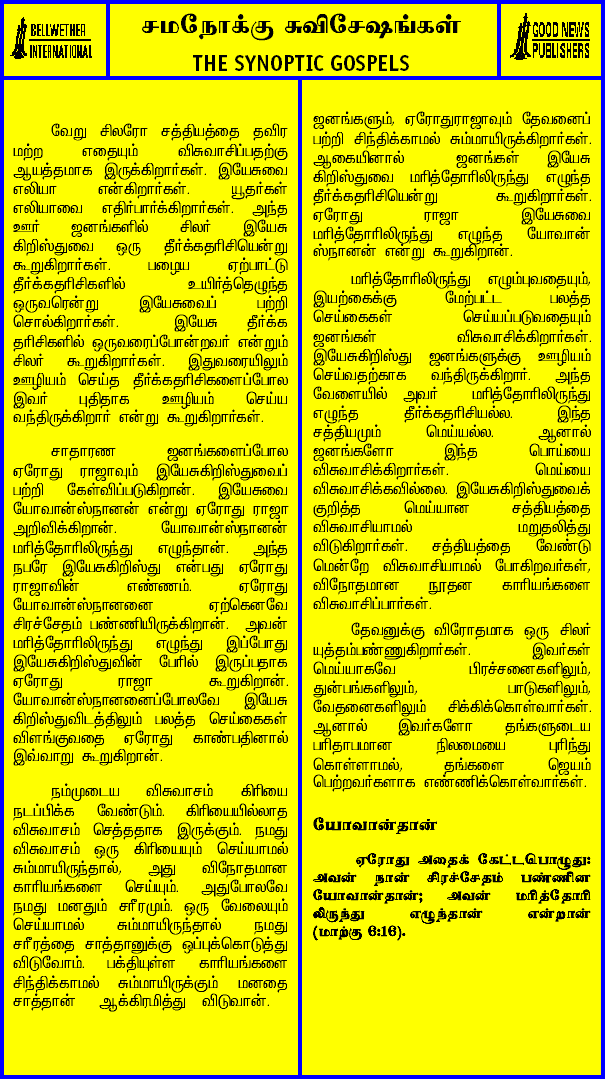 BELLWETHER
INTERNATIONAL
சமநோக்கு சுவிசேஷங்கள்
THE SYNOPTIC GOSPELS
GOOD NEWS
PUBLISHERS
வேறு சிலரோ சத்தியத்தை தவிர
மற்ற எதையும் விசுவாசிப்பதற்கு
ஆயத்தமாக இருக்கிறார்கள். இயேசுவை
எலியா என்கிறார்கள். யூதர்கள்
எலியாவை எதிர்பார்க்கிறார்கள். அந்த
ஊர் ஜனங்களில் சிலர் இயேசு
கிறிஸ்துவை ஒரு தீர்க்கதரிசியென்று
கூறுகிறார்கள். பழைய ஏற்பாட்டு
தீர்க்கதரிசிகளில் உயிர்த்தெழுந்த
ஒருவரென்று இயேசுவைப் பற்றி
சொல்கிறார்கள். இயேசு தீர்க்க
தரிசிகளில் ஒருவரைப்போன்றவர் என்றும்
சிலர் கூறுகிறார்கள். இதுவரையிலும்
ஊழியம் செய்த தீர்க்கதரிசிகளைப்போல
இவர் புதிதாக ஊழியம் செய்ய
வந்திருக்கிறார் என்று கூறுகிறார்கள்.
சாதாரண ஜனங்களைப்போல
ஏரோது ராஜாவும் இயேசுகிறிஸ்துவைப்
பற்றி கேள்விப்படுகிறான். இயேசுவை
யோவான்ஸ்நானன் என்று ஏரோது ராஜா
அறிவிக்கிறான். யோவான்ஸ்நானன்
மரித்தோரிலிருந்து எழுந்தான். அந்த
நபரே இயேசுகிறிஸ்து என்பது ஏரோது
ராஜாவின் எண்ணம். ஏரோது
யோவான்ஸ்நானனை ஏற்கெனவே
சிரச்சேதம் பண்ணியிருக்கிறான். அவன்
மரித்தோரிலிருந்து எழுந்து இப்போது
இயேசுகிறிஸ்துவின் பேரில் இருப்பதாக
ஏரோது ராஜா கூறுகிறான்.
யோவான்ஸ்நானனைப்போலவே இயேசு
கிறிஸ்துவிடத்திலும் பலத்த செய்கைகள்
விளங்குவதை ஏரோது காண்பதினால்
இவ்வாறு கூறுகிறான்.
நம்முடைய விசுவாசம் கிரியை
நடப்பிக்க வேண்டும். கிரியையில்லாத
விசுவாசம் செத்ததாக இருக்கும். நமது
விசுவாசம் ஒரு கிரியையும் செய்யாமல்
சும்மாயிருந்தால், அது விநோதமான
காரியங்களை செய்யும். அதுபோலவே
நமது மனதும் சரீரமும். ஒரு வேலையும்
செய்யாமல் சும்மாயிருந்தால் நமது
சரீரத்தை சாத்தானுக்கு ஒப்புக்கொடுத்து
விடுவோம். பக்தியுள்ள காரியங்களை
சிந்திக்காமல் சும்மாயிருக்கும் மனதை
சாத்தான் ஆக்கிரமித்து விடுவான்.
ஜனங்களும், ஏரோதுராஜாவும் தேவனைப்
பற்றி சிந்திக்காமல் சும்மாயிருக்கிறார்கள்.
ஆகையினால் ஜனங்கள் இயேசு
கிறிஸ்துவை மரித்தோரிலிருந்து எழுந்த
தீர்க்கதரிசியென்று கூறுகிறார்கள்.
ஏரோது ராஜா இயேசுவை
மரித்தோரிலிருந்து எழுந்த யோவான்
ஸ்நானன் என்று கூறுகிறான்.
மரித்தோரிலிருந்து எழும்புவதையும்,
இயற்கைக்கு மேற்பட்ட பலத்த
செய்கைகள் செய்யப்படுவதையும்
ஜனங்கள் விசுவாசிக்கிறார்கள்.
இயேசுகிறிஸ்து ஜனங்களுக்கு ஊழியம்
செய்வதற்காக வந்திருக்கிறார். அந்த
வேளையில் அவர் மரித்தோரிலிருந்து
எழுந்த தீர்க்கதரிசியல்ல. இந்த
சத்தியமும் மெய்யல்ல. ஆனால்
ஜனங்களோ இந்த பொய்யை
விசுவாசிக்கிறார்கள். மெய்யை
விசுவாசிக்கவில்லை. இயேசுகிறிஸ்துவைக்
குறித்த மெய்யான சத்தியத்தை
விசுவாசியாமல் மறுதலித்து
விடுகிறார்கள். சத்தியத்தை வேண்டு
மென்றே விசுவாசியாமல் போகிறவர்கள்,
விநோதமான நூதன காரியங்களை
விசுவாசிப்பார்கள்.
தேவனுக்கு விரோதமாக ஒரு சிலர்
யுத்தம்பண்ணுகிறார்கள். இவர்கள்
மெய்யாகவே பிரச்சனைகளிலும்,
துன்பங்களிலும், பாடுகளிலும்,
வேதனைகளிலும் சிக்கிக்கொள்வார்கள்.
ஆனால் இவர்களோ தங்களுடைய
பரிதாபமான நிலமையை புரிந்து
கொள்ளாமல், தங்களை ஜெயம்
பெற்றவர்களாக எண்ணிக்கொள்வார்கள்.
யோவான்தான்
ஏரோது அதைக் கேட்டபொழுது:
அவன் நான் சிரச்சேதம் பண்ணின
யோவான்தான்; அவன் மரித்தோரி
லிருந்து எழுந்தான் என்றான்
(மாற்கு 6:16).